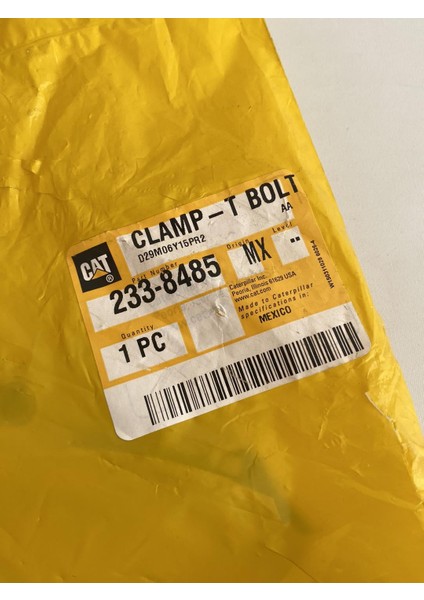 CLAMP-T BOLT
D29M06Y15PR2
AA
CAT
®
Part Number
Origin
Level
233-8485
MX
--
Caterpillar Inc.
Peoria, Illinois 61629 USA
www.cat.com
Quantity
1 PC
Made to Caterpillar
specifications in:
MEXICO